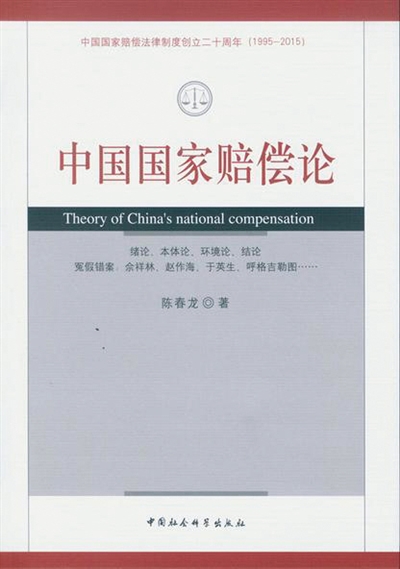 中国国家赔偿法律制度创立二十周年（1995-2015）
中国国家赔偿论
Theory of China's national compensation
绪论、本体论、环境论、结论
冤假错案：佘祥林、赵作海、于英生、呼格吉勒图……
陈春龙◎著
中国社会科学出版社